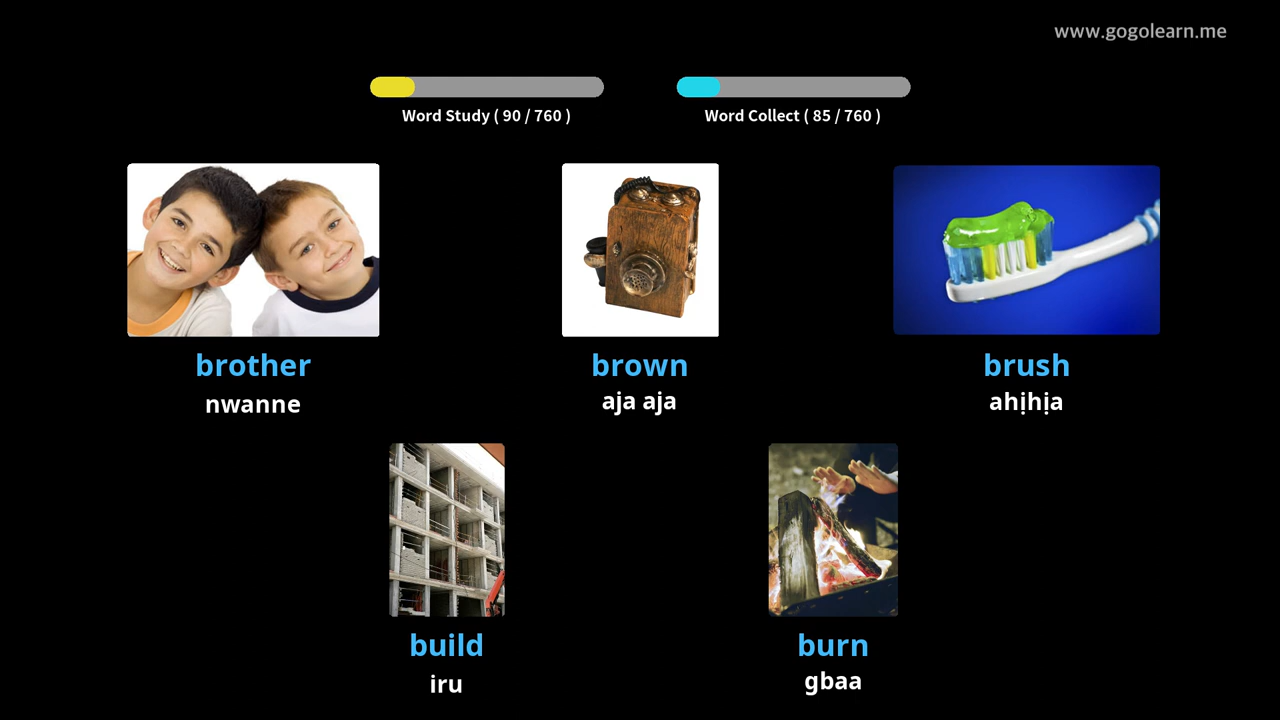 www.gogolearn.me
Word Study ( 90 / 760 )
Word Collect ( 85 / 760 )
brother
nwanne
brown
aja aja
brush
ahịhịa
build
iru
burn
gbaa